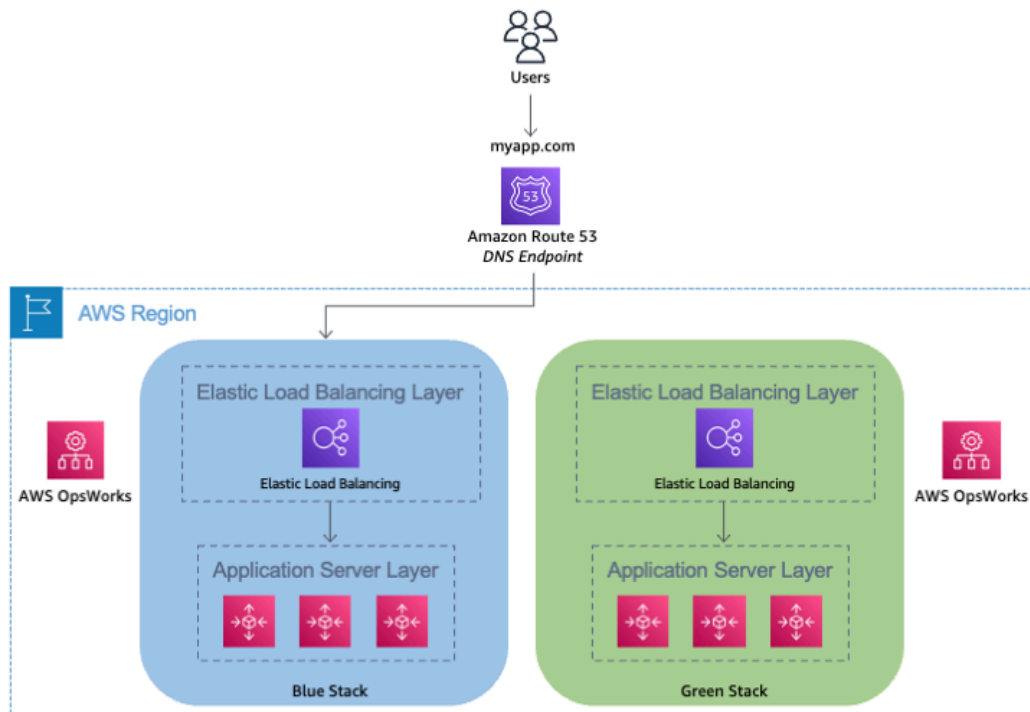 Users
myapp.com
53
Amazon Route 53
DNS Endpoint
AWS Region
Elastic Load Balancing Layer
Elastic Load Balancing
AWS OpsWorks
Application Server Layer
Blue Stack
Elastic Load Balancing Layer
Elastic Load Balancing
AWS OpsWorks
Application Server Layer
Green Stack